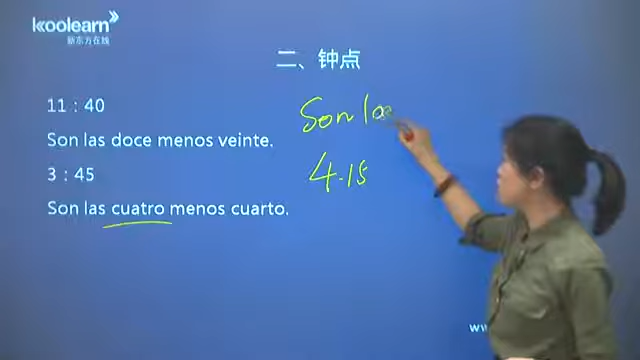 koolearn
新东方在线
二、钟点
11：40
Son las doce menos veinte.
3：45
Son las cuatro menos cuarto.
Son las
4.15